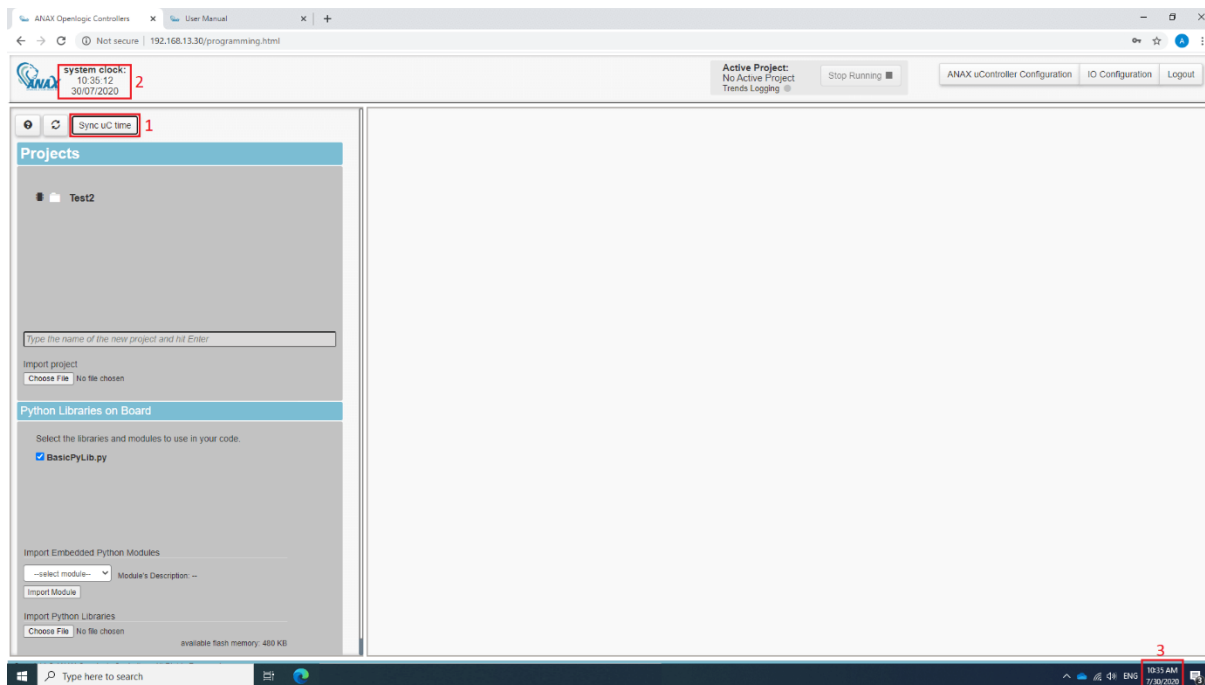 ANAX Openlogic Controllers
User Manual
Not secure | 192.168.13.30/programming.html
A
ANAX
system clock:
10:35:12
30/07/2020
2
Active Project:
No Active Project
Trends Logging
Stop Running
ANAX uController Configuration
IO Configuration
Logout
Sync uC time
1
Projects
Test2
Type the name of the new project and hit Enter
Import project
Choose File No file chosen
Python Libraries on Board
Select the libraries and modules to use in your code.
BasicPyLib.py
Import Embedded Python Modules
--select module-- Module's Description: --
Import Module
Import Python Libraries
Choose File No file chosen
available flash memory: 480 KB
3
Type here to search
ENG
10:35 AM
7/30/2020